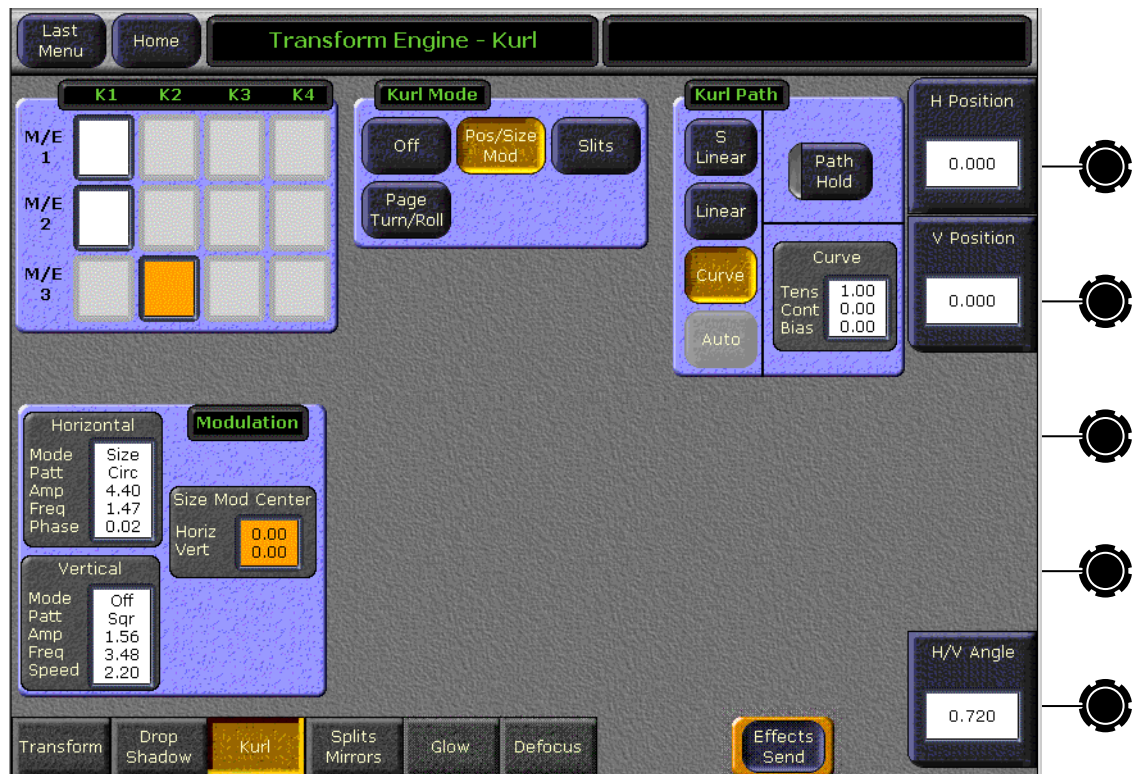 Last
Menu
Home
Transform Engine - Kurl
K1 K2 K3 K4
M/E
1
M/E
2
M/E
3
Kurl Mode
Off
Pos/Size
Mod
Slits
Page
Turn/Roll
Kurl Path
S
Linear
Linear
Curve
Auto
Path
Hold
Curve
Tens 1.00
Cont 0.00
Bias 0.00
H Position
0.000
V Position
0.000
Modulation
Horizontal
Mode Size
Patt Circ
Amp 4.40
Freq 1.47
Phase 0.02
Size Mod Center
Horiz 0.00
Vert 0.00
Vertical
Mode Off
Patt Sqr
Amp 1.56
Freq 3.48
Speed 2.20
H/V Angle
0.720
Transform
Drop
Shadow
Kurl
Splits
Mirrors
Glow
Defocus
Effects
Send